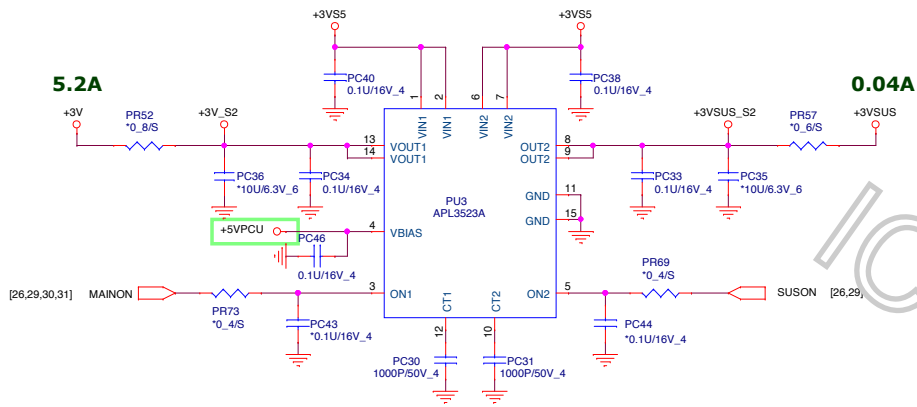 +3VS5
+3VS5
5.2A
0.04A
PC40
0.1U/16V_4
PC38
0.1U/16V_4
1
2
6
7
VIN1
VIN1
VIN2
VIN2
+3V
PR52
*0_8/S
+3V_S2
+3VSUS_S2
PR57
*0_6/S
+3VSUS
13
14
VOUT1
VOUT1
OUT2
OUT2
8
9
PC36
*10U/6.3V_6
PC34
0.1U/16V_4
PC33
0.1U/16V_4
PC35
*10U/6.3V_6
PU3
APL3523A
GND
11
GND
15
+5VPCU
4
VBIAS
PC46
0.1U/16V_4
[26,29,30,31]
MAINON
PR73
*0_4/S
3
ON1
ON2
5
PR69
*0_4/S
SUSON
[26,29]
PC43
*0.1U/16V_4
PC44
*0.1U/16V_4
CT1
CT2
12
10
PC30
1000P/50V_4
PC31
1000P/50V_4